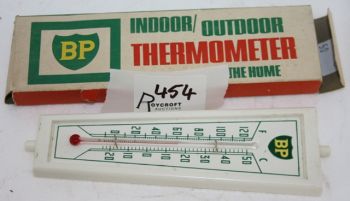 BP
INDOOR/OUTDOOR
THERMOMETER
THE HOME
454
ROYCROFT
AUCTIONS
20 0 20 40 60 80 100 120 F
BP
20 10 0 10 20 30 40 50 C